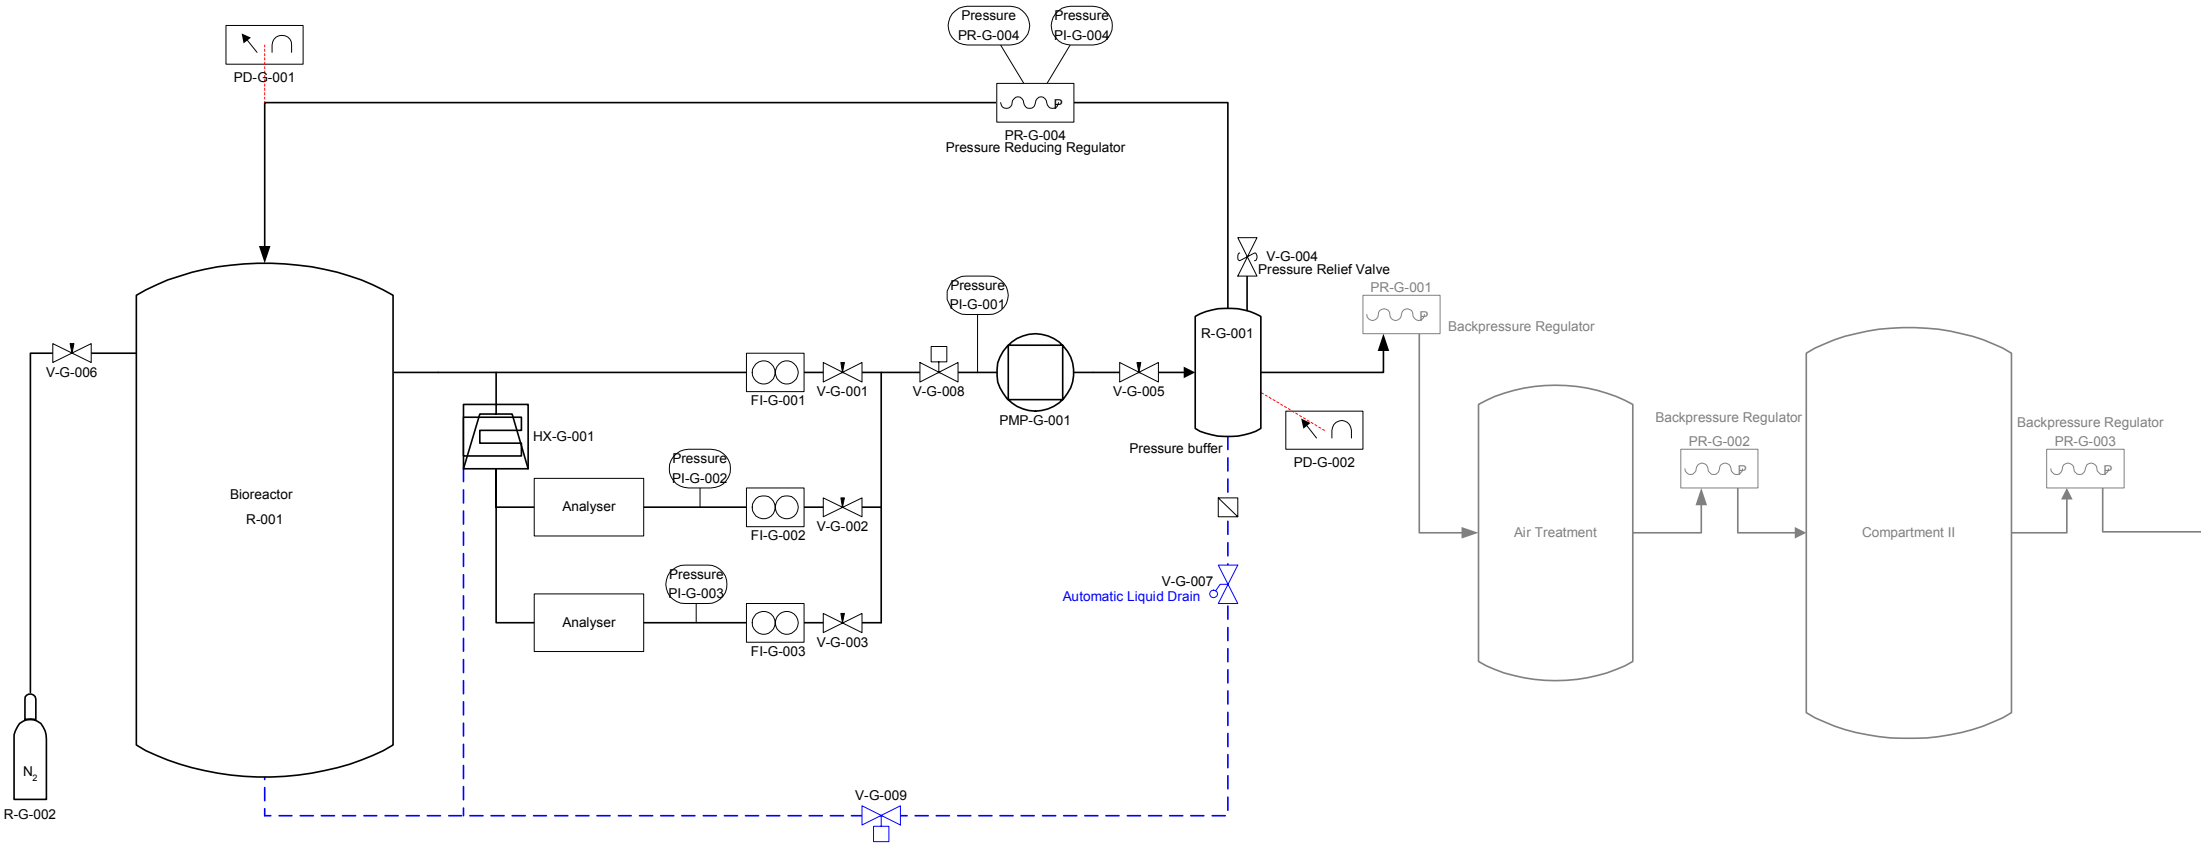 Pressure
PR-G-004
Pressure
PI-G-004
PD-G-001
P
PR-G-004
Pressure Reducing Regulator
V-G-004
Pressure Relief Valve
Pressure
PI-G-001
PR-G-001
P
Backpressure Regulator
R-G-001
V-G-006
FI-G-001
V-G-001
V-G-008
PMP-G-001
V-G-005
HX-G-001
Pressure buffer
PD-G-002
Backpressure Regulator
PR-G-002
P
Backpressure Regulator
PR-G-003
P
Pressure
PI-G-002
Bioreactor
R-001
Analyser
FI-G-002
V-G-002
Air Treatment
Compartment II
Pressure
PI-G-003
V-G-007
Automatic Liquid Drain
Analyser
FI-G-003
V-G-003
N2
R-G-002
V-G-009